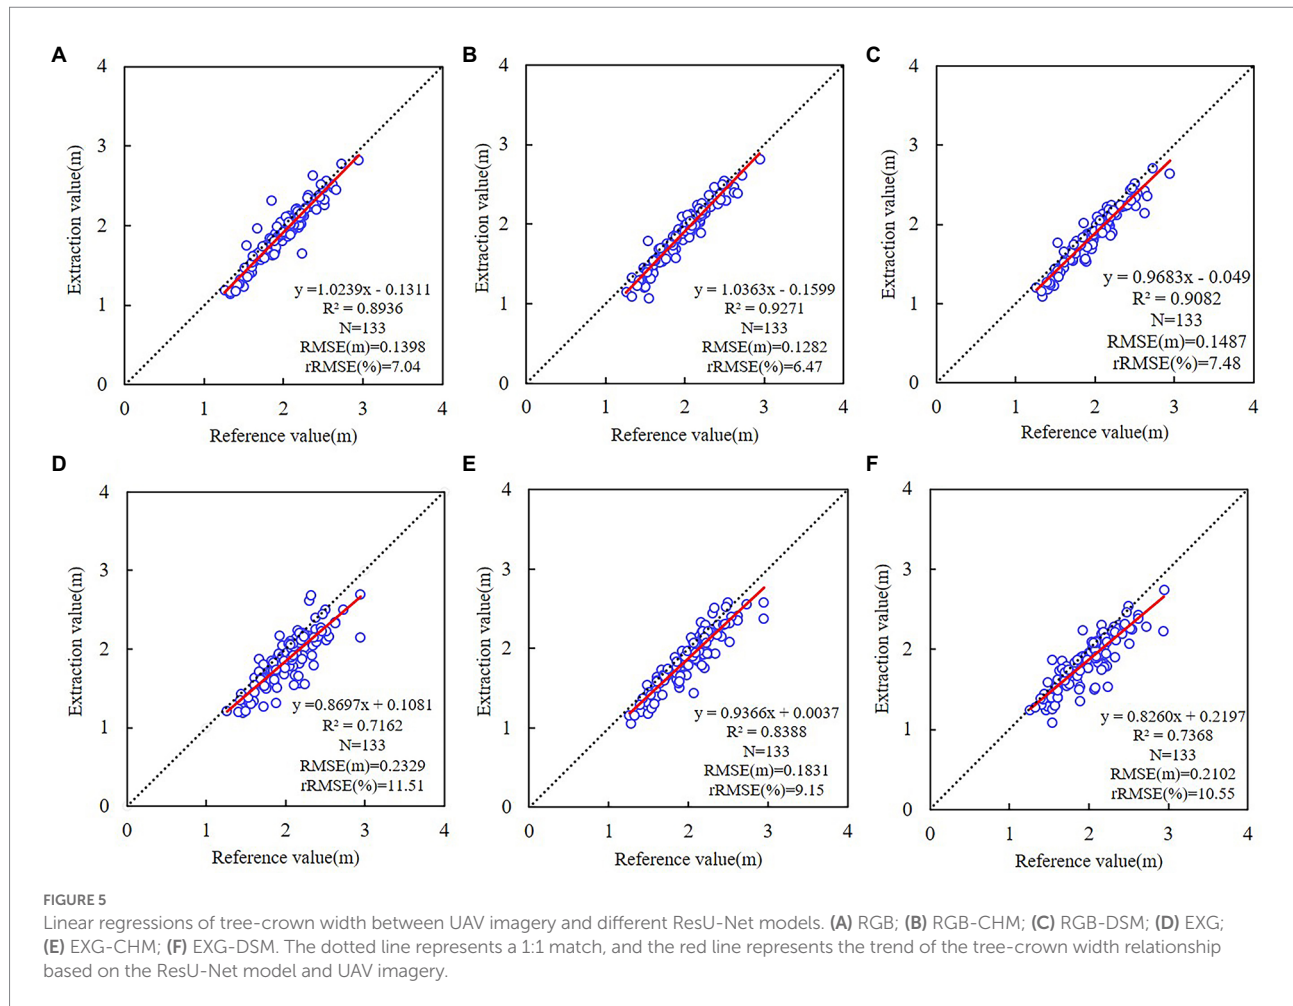 A
4
3
2
1
0
0 1 2 3 4
Extraction value(m)
Reference value(m)
y =1.0239x - 0.1311
R² = 0.8936
N=133
RMSE(m)=0.1398
rRMSE(%)=7.04
B
4
3
2
1
0
0 1 2 3 4
Extraction value(m)
Reference value(m)
y = 1.0363x - 0.1599
R² = 0.9271
N=133
RMSE(m)=0.1282
rRMSE(%)=6.47
C
4
3
2
1
0
0 1 2 3 4
Extraction value(m)
Reference value(m)
y = 0.9683x - 0.049
R² = 0.9082
N=133
RMSE(m)=0.1487
rRMSE(%)=7.48
D
4
3
2
1
0
0 1 2 3 4
Extraction value(m)
Reference value(m)
y =0.8697x + 0.1081
R² = 0.7162
N=133
RMSE(m)=0.2329
rRMSE(%)=11.51
E
4
3
2
1
0
0 1 2 3 4
Extraction value(m)
Reference value(m)
y = 0.9366x + 0.0037
R² = 0.8388
N=133
RMSE(m)=0.1831
rRMSE(%)=9.15
F
4
3
2
1
0
0 1 2 3 4
Extraction value(m)
Reference value(m)
y = 0.8260x + 0.2197
R² = 0.7368
N=133
RMSE(m)=0.2102
rRMSE(%)=10.55
FIGURE 5
Linear regressions of tree-crown width between UAV imagery and different ResU-Net models. (A) RGB; (B) RGB-CHM; (C) RGB-DSM; (D) EXG;
(E) EXG-CHM; (F) EXG-DSM. The dotted line represents a 1:1 match, and the red line represents the trend of the tree-crown width relationship
based on the ResU-Net model and UAV imagery.